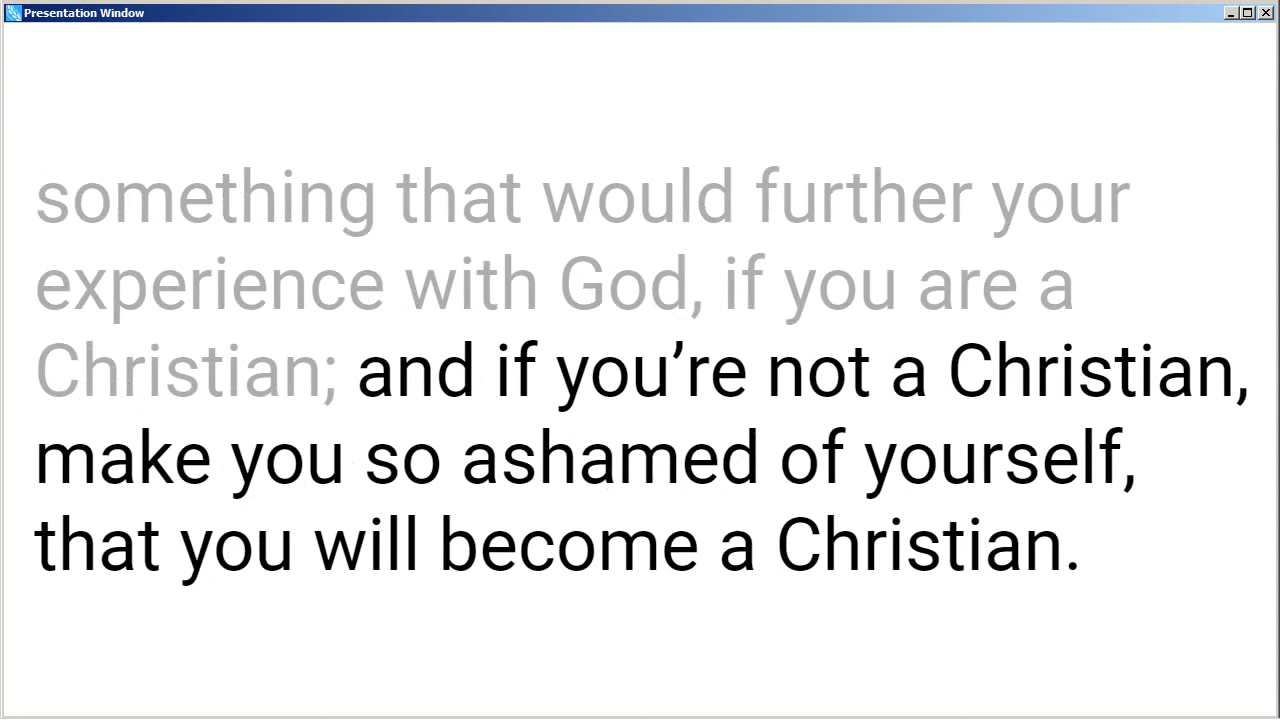 Presentation Window
something that would further your
experience with God, if you are a
Christian; and if you’re not a Christian,
make you so ashamed of yourself,
that you will become a Christian.